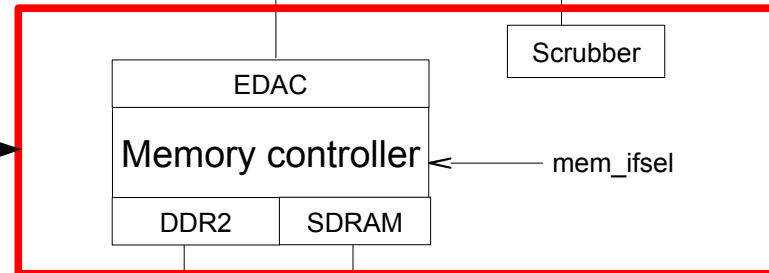 Scrubber
EDAC
Memory controller
mem_ifsel
DDR2
SDRAM